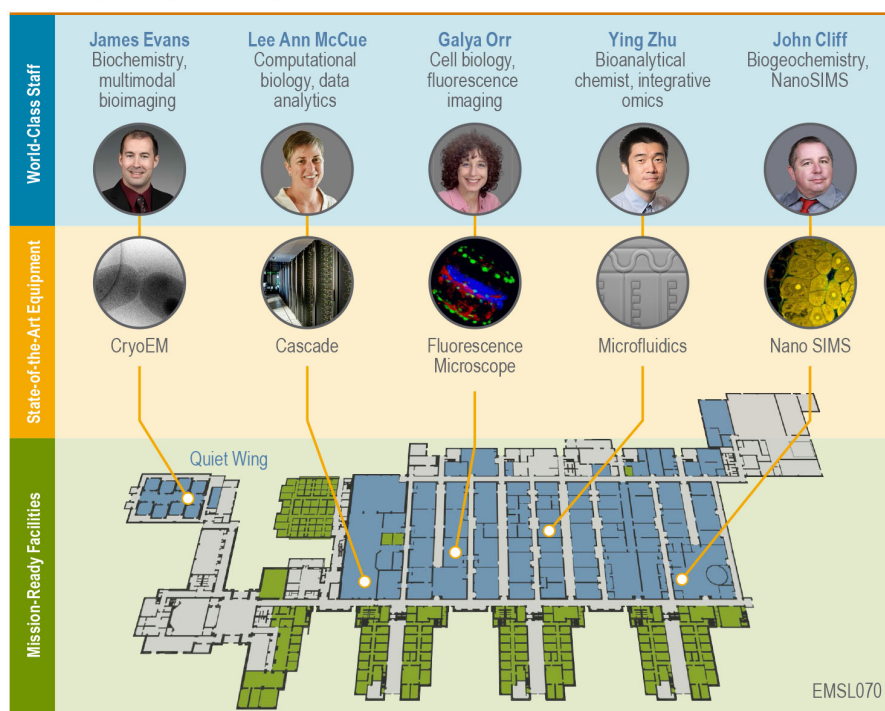 World-Class Staff
James Evans
Biochemistry,
multimodal
bioimaging
Lee Ann McCue
Computational
biology, data
analytics
Galya Orr
Cell biology,
fluorescence
imaging
Ying Zhu
Bioanalytical
chemist, integrative
omics
John Cliff
Biogeochemistry,
NanoSIMS
State-of-the-Art Equipment
CryoEM
Cascade
Fluorescence
Microscope
Microfluidics
Nano SIMS
Mission-Ready Facilities
Quiet Wing
EMSL070